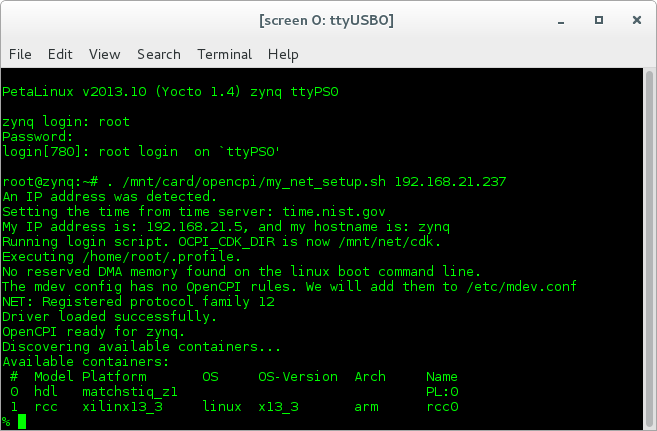 [screen 0: ttyUSB0]
File Edit View Search Terminal Help
PetaLinux v2013.10 (Yocto 1.4) zynq ttyPS0
zynq login: root
Password:
login[780]: root login  on `ttyPS0'
root@zynq:~# . /mnt/card/opencpi/my_net_setup.sh 192.168.21.237
An IP address was detected.
Setting the time from time server: time.nist.gov
My IP address is: 192.168.21.5, and my hostname is: zynq
Running login script. OCPI_CDK_DIR is now /mnt/net/cdk.
Executing /home/root/.profile.
No reserved DMA memory found on the linux boot command line.
The mdev config has no OpenCPI rules. We will add them to /etc/mdev.conf
NET: Registered protocol family 12
Driver loaded successfully.
OpenCPI ready for zynq.
Discovering available containers...
Available containers:
 #  Model Platform       OS     OS-Version  Arch     Name
 0  hdl   matchstiq_z1                               PL:0
 1  rcc   xilinx13_3     linux  x13_3       arm      rcc0
%